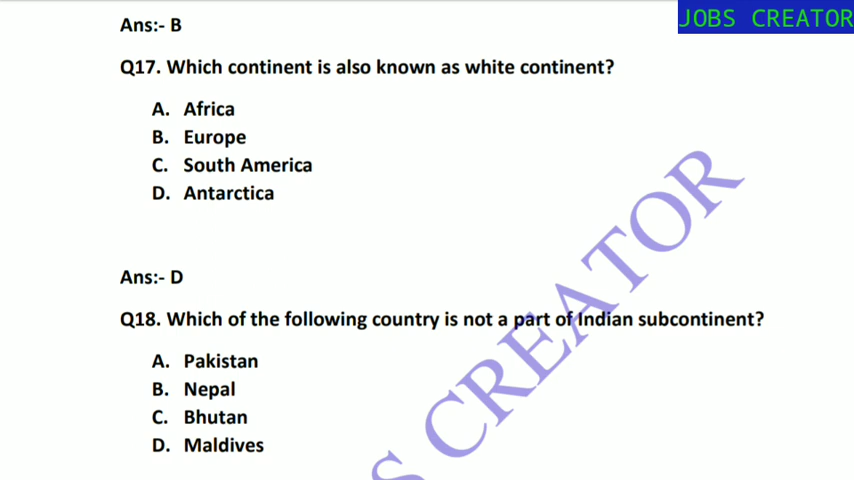 JOBS CREATOR
Ans:- B
Q17. Which continent is also known as white continent?
A. Africa
B. Europe
C. South America
D. Antarctica
Ans:- D
Q18. Which of the following country is not a part of Indian subcontinent?
A. Pakistan
B. Nepal
C. Bhutan
D. Maldives
S CREATOR